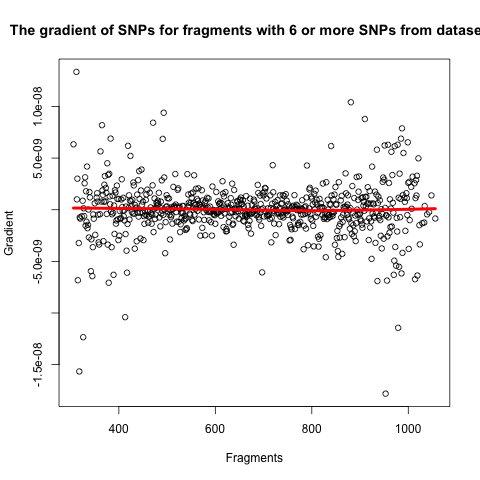 The gradient of SNPs for fragments with 6 or more SNPs from datase
1.0e-08
5.0e-09
-5.0e-09
-1.5e-08
Gradient
400 600 800 1000
Fragments